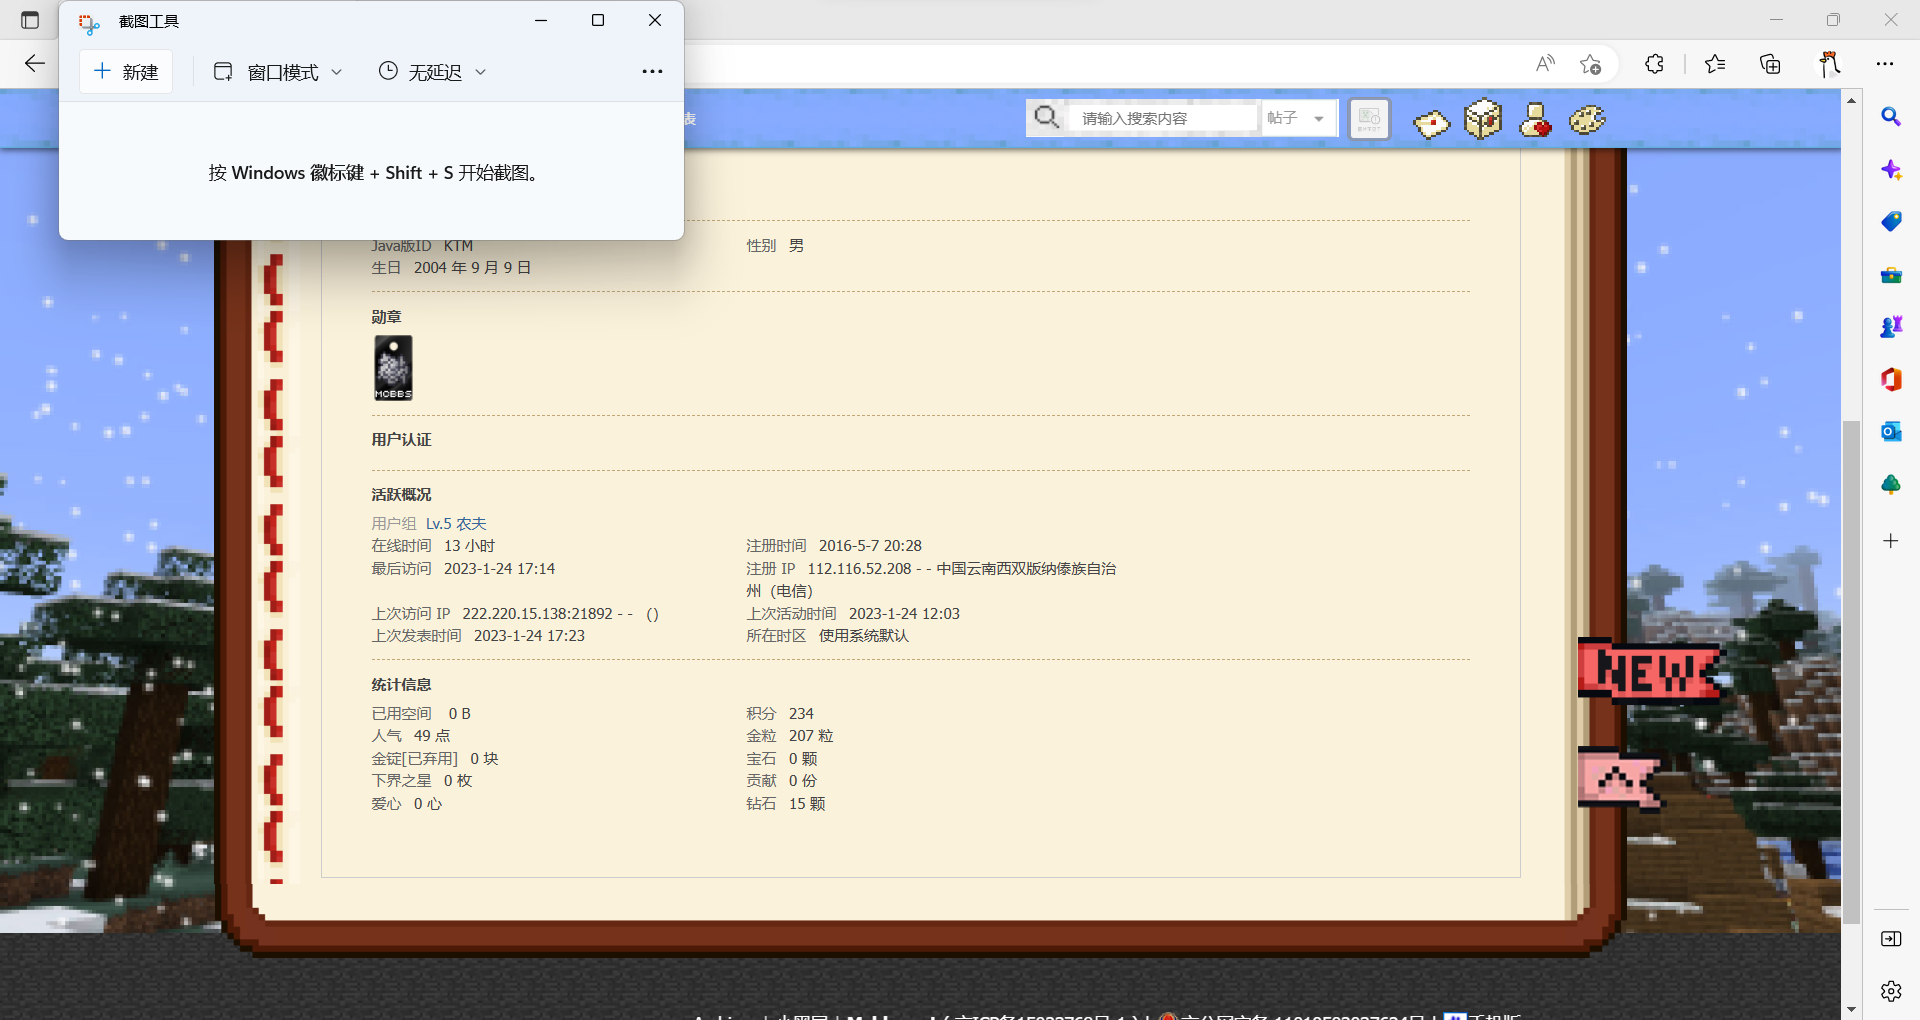 截图工具
新建 窗口模式 无延迟
按 Windows 徽标键 + Shift + S 开始截图。
表
请输入搜索内容 帖子
Java版ID KTM 性别 男
生日 2004 年 9 月 9 日
勋章
MCBBS
用户认证
活跃概况
用户组 Lv.5 农夫
在线时间 13 小时 注册时间 2016-5-7 20:28
最后访问 2023-1-24 17:14 注册 IP 112.116.52.208 - - 中国云南西双版纳傣族自治
州（电信）
上次访问 IP 222.220.15.138:21892 - - () 上次活动时间 2023-1-24 12:03
上次发表时间 2023-1-24 17:23 所在时区 使用系统默认
统计信息
已用空间 0 B 积分 234
人气 49 点 金粒 207 粒
金锭[已弃用] 0 块 宝石 0 颗
下界之星 0 枚 贡献 0 份
爱心 0 心 钻石 15 颗
NEW